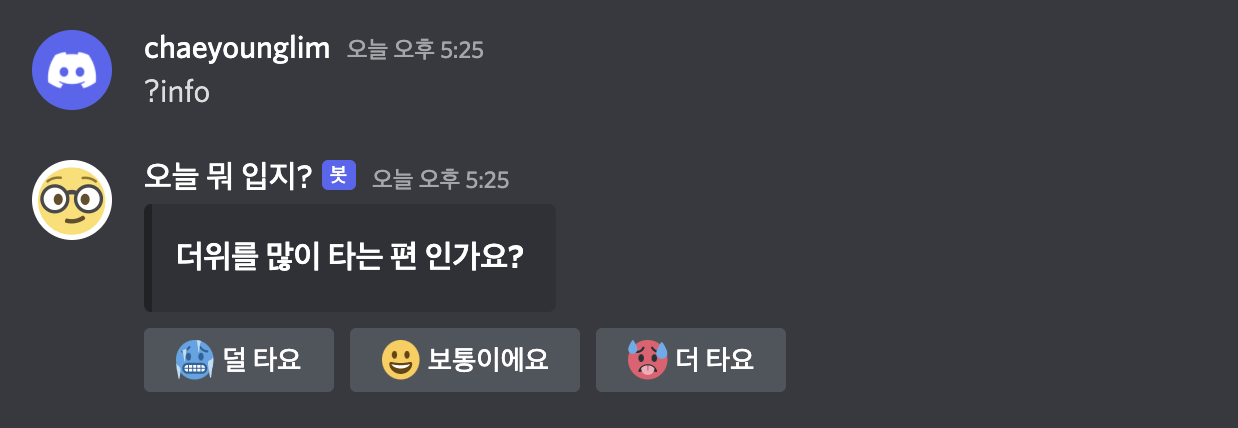 chaeyounglim 오늘 오후 5:25
?info
오늘 뭐 입지? 봇 오늘 오후 5:25
더위를 많이 타는 편 인가요?
덜 타요 보통이에요 더 타요